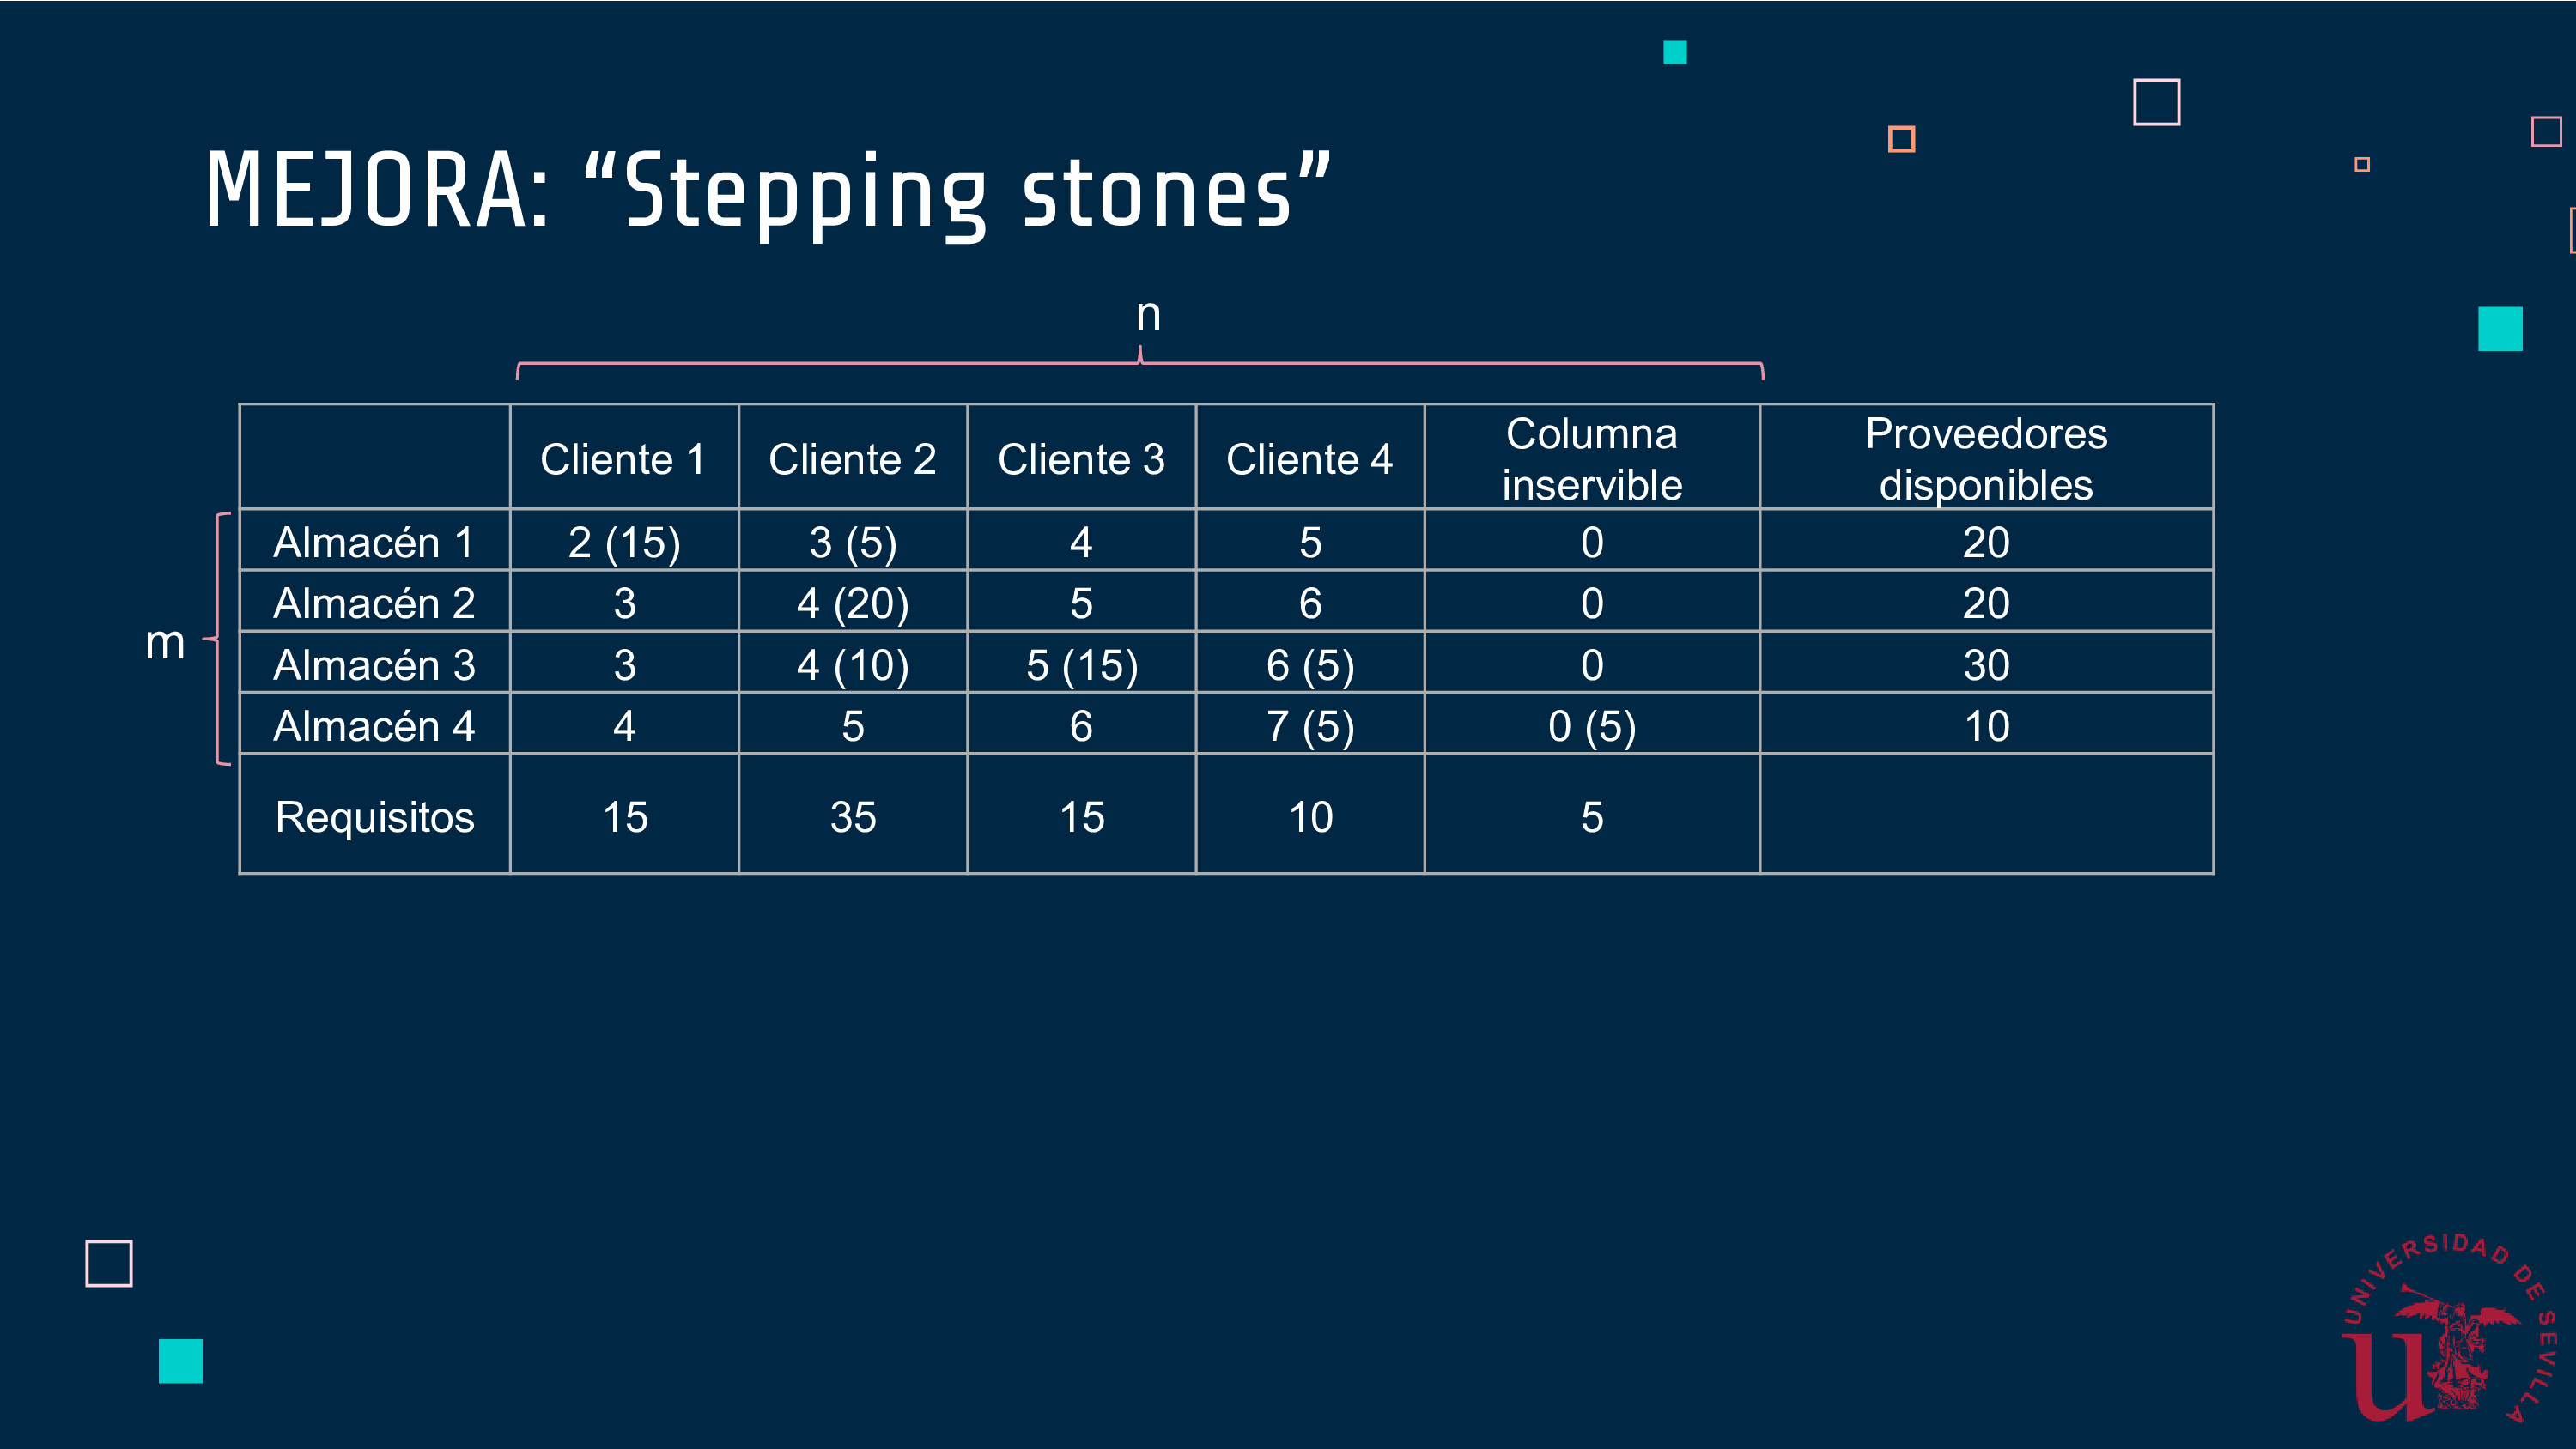 MEJORA: “Stepping stones”
n
Cliente 1 Cliente 2 Cliente 3 Cliente 4 Columna inservible Proveedores disponibles
Almacén 1 2 (15) 3 (5) 4 5 0 20
Almacén 2 3 4 (20) 5 6 0 20
m
Almacén 3 3 4 (10) 5 (15) 6 (5) 0 30
Almacén 4 4 5 6 7 (5) 0 (5) 10
Requisitos 15 35 15 10 5
UNIVERSIDAD DE SEVILLA
u